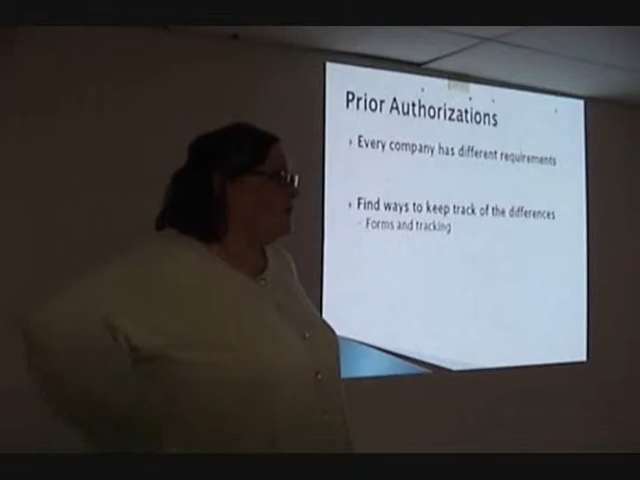 Prior Authorizations
Every company has different requirements
Find ways to keep track of the differences
Forms and tracking